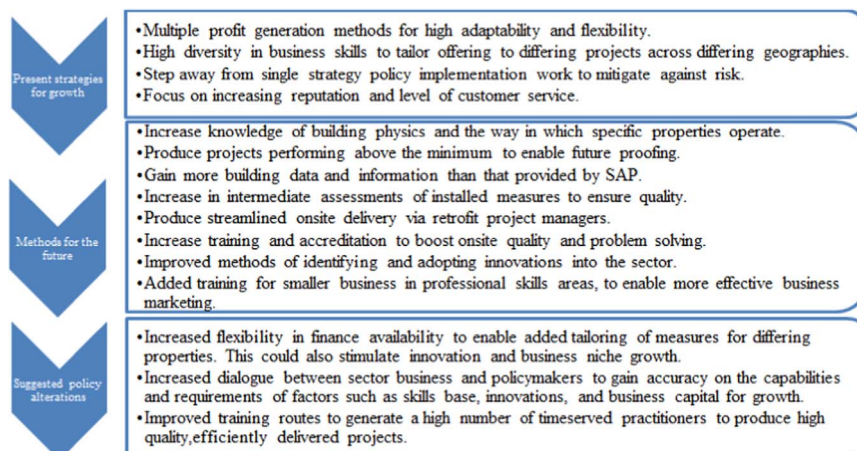 Present strategies
for growth
•Multiple profit generation methods for high adaptability and flexibility.
•High diversity in business skills to tailor offering to differing projects across differing geographies.
•Step away from single strategy policy implementation work to mitigate against risk.
•Focus on increasing reputation and level of customer service.
Methods for the
future
•Increase knowledge of building physics and the way in which specific properties operate.
•Produce projects performing above the minimum to enable future proofing.
•Gain more building data and information than that provided by SAP.
•Increase in intermediate assessments of installed measures to ensure quality.
•Produce streamlined onsite delivery via retrofit project managers.
•Increase training and accreditation to boost onsite quality and problem solving.
•Improved methods of identifying and adopting innovations into the sector.
•Added training for smaller business in professional skills areas, to enable more effective business
marketing.
Suggested policy
alterations
•Increased flexibility in finance availability to enable added tailoring of measures for differing
properties. This could also stimulate innovation and business niche growth.
•Increased dialogue between sector business and policymakers to gain accuracy on the capabilities
and requirements of factors such as skills base, innovations, and business capital for growth.
•Improved training routes to generate a high number of timeserved practitioners to produce high
quality,efficiently delivered projects.